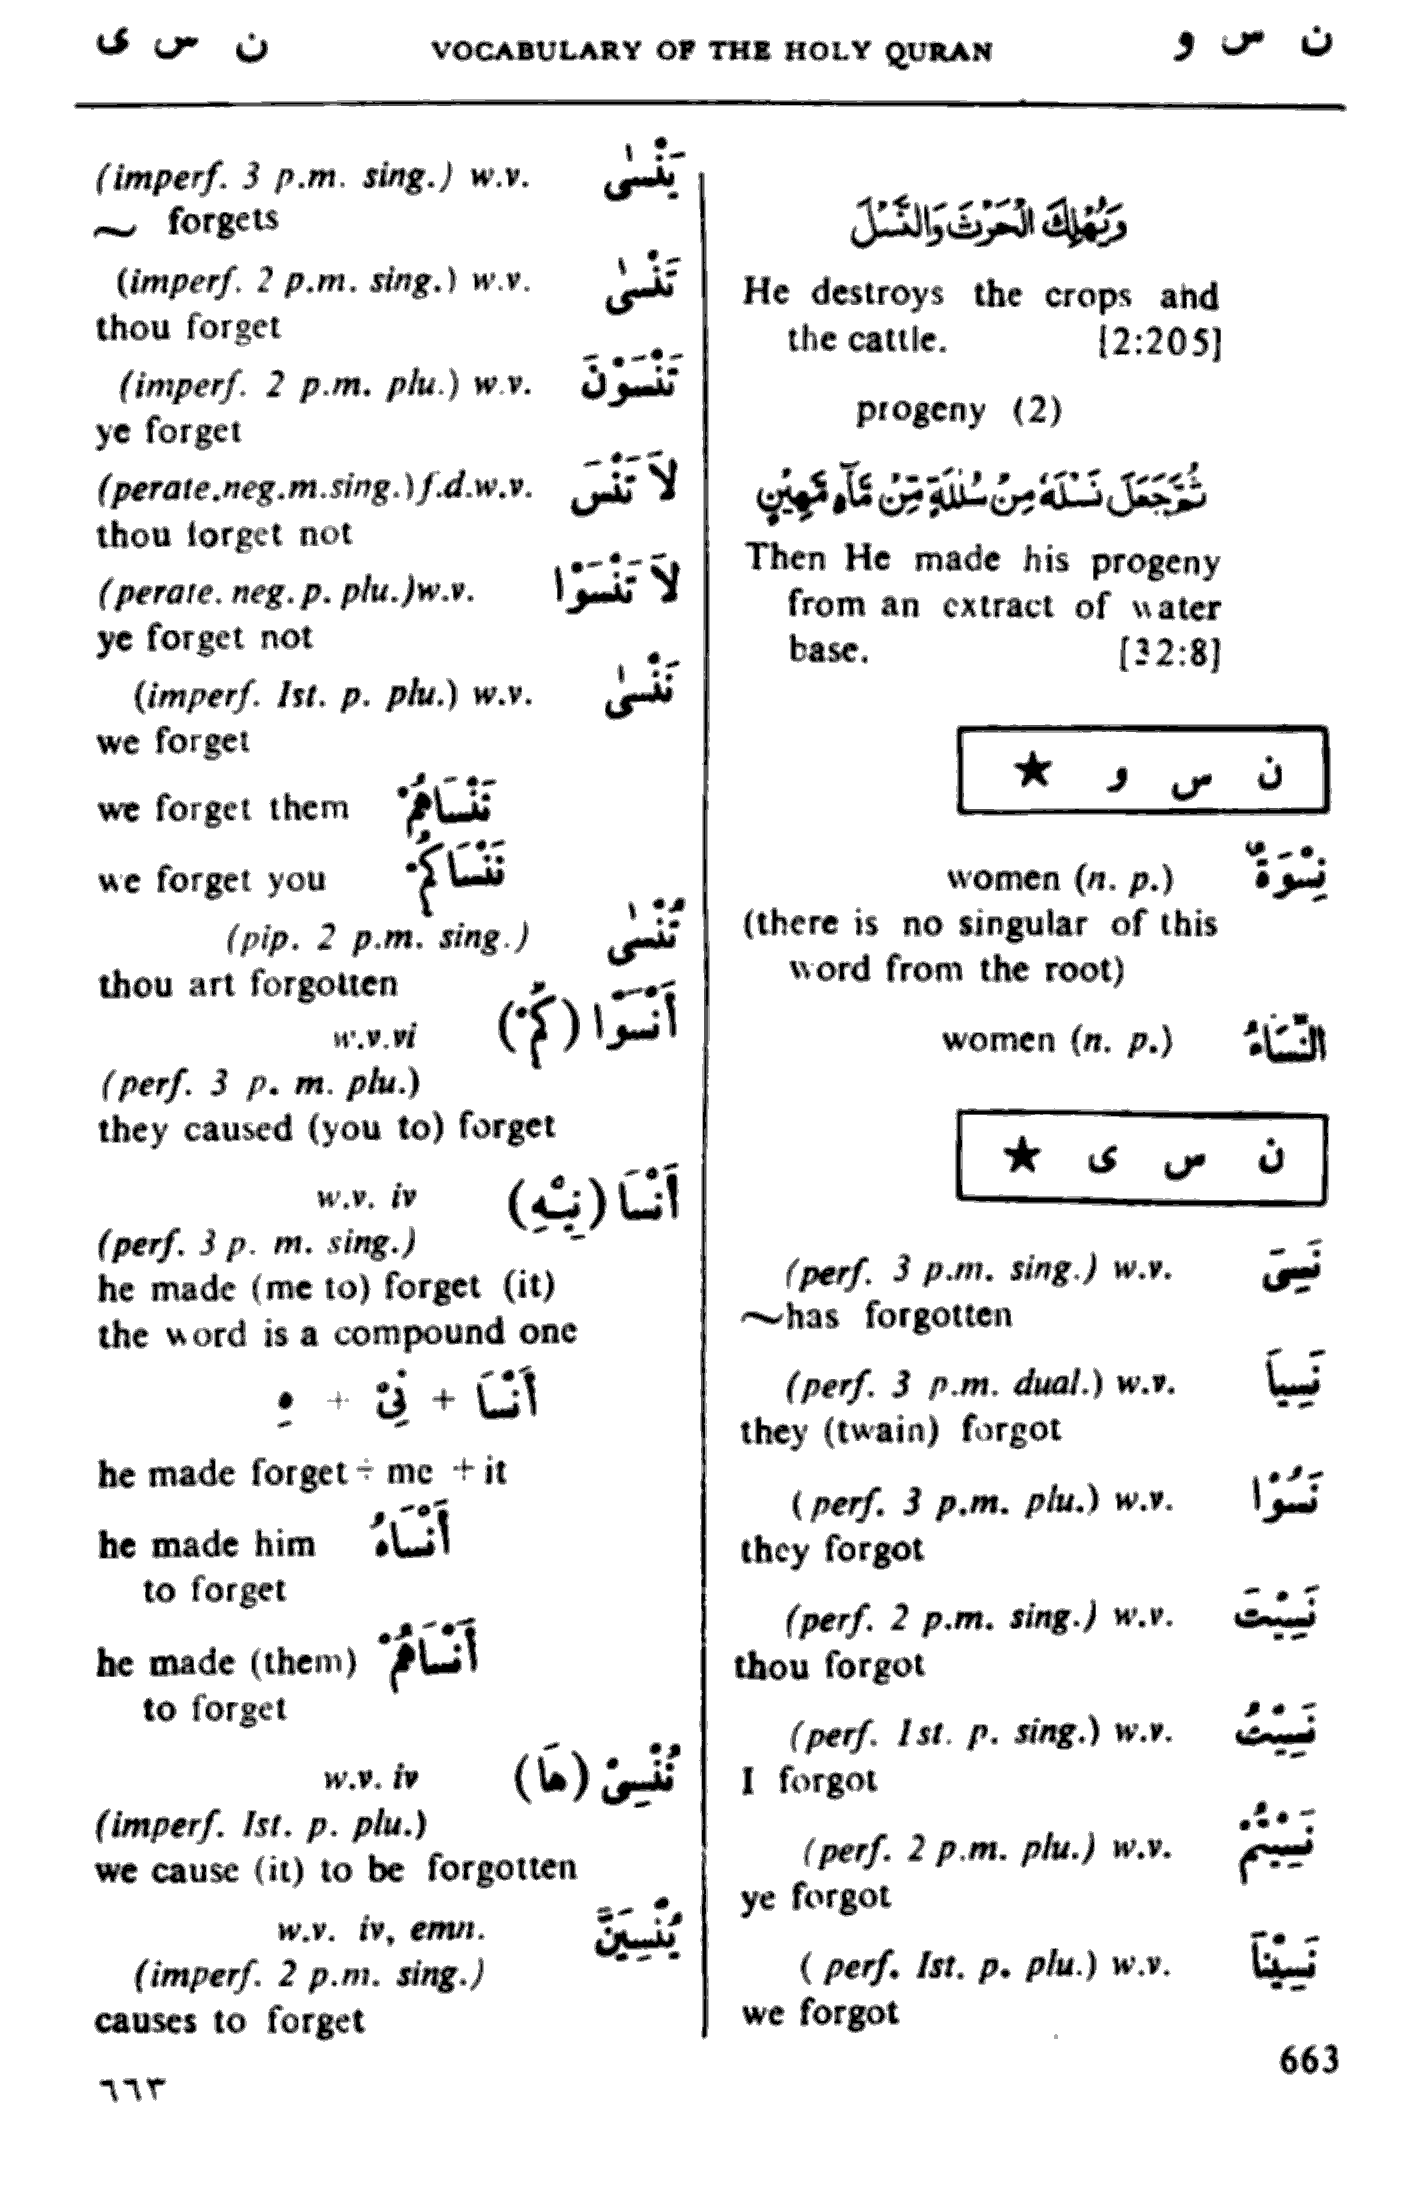 ن س ى VOCABULARY OF THE HOLY QURAN ن س و
وَيُهْلِكَ الْحَرْثَ وَالنَّسْلَ
He destroys the crops and
the cattle. [2:205]
progeny (2)
ثُمَّ جَعَلَ نَسْلَهٗ مِنْ سُلٰلَةٍ مِّنْ مَّآءٍ مَّهِيْنٍ
Then He made his progeny
from an extract of water
base. [32:8]
ن س و ★
women (n. p.) نِسْوَةٌ
(there is no singular of this
word from the root)
women (n. p.) النِّسَاءُ
ن س ى ★
(perf. 3 p.m. sing.) w.v. نَسِىَ
~has forgotten
(perf. 3 p.m. dual.) w.v. نَسِيَا
they (twain) forgot
( perf. 3 p.m. plu.) w.v. نَسُوْا
they forgot
(perf. 2 p.m. sing.) w.v. نَسِيْتَ
thou forgot
(perf. 1st. p. sing.) w.v. نَسِيْتُ
I forgot
(perf. 2 p.m. plu.) w.v. نَسِيْتُمْ
ye forgot
( perf. Ist. p. plu.) w.v. نَسِيْنَا
we forgot
(imperf. 3 p.m. sing.) w.v. يَنْسٰى
~ forgets
(imperf. 2 p.m. sing.) w.v. تَنْسٰى
thou forget
(imperf. 2 p.m. plu.) w.v. تَنْسَوْنَ
ye forget
(perate.neg.m.sing.) f.d.w.v. لاَ تَنْسَ
thou forget not
(perate. neg. p. plu.)w.v. لاَ تَنْسَوْا
ye forget not
(imperf. Ist. p. plu.) w.v. نَنْسٰى
we forget
we forget them نَنْسَاهُمْ
we forget you نَنْسَاكُمْ
(pip. 2 p.m. sing.) تُنْسٰى
thou art forgotten
w.v.vi أَنْسَوْا (كُمْ)
(perf. 3 p. m. plu.)
they caused (you to) forget
w.v. iv أَنْسَا (نِيْهِ)
(perf. 3 p. m. sing.)
he made (me to) forget (it)
the word is a compound one
أَنْسَا + نِىْ + هِ
he made forget ÷ me + it
he made him أَنْسَاهُ
to forget
he made (them) أَنْسَاهُمْ
to forget
w.v. iv نُنْسِىْ (هَا)
(imperf. Ist. p. plu.)
we cause (it) to be forgotten
w.v. iv, emn. يُنْسِيَنَّ
(imperf. 2 p.m. sing.)
causes to forget
663
٦٦٣